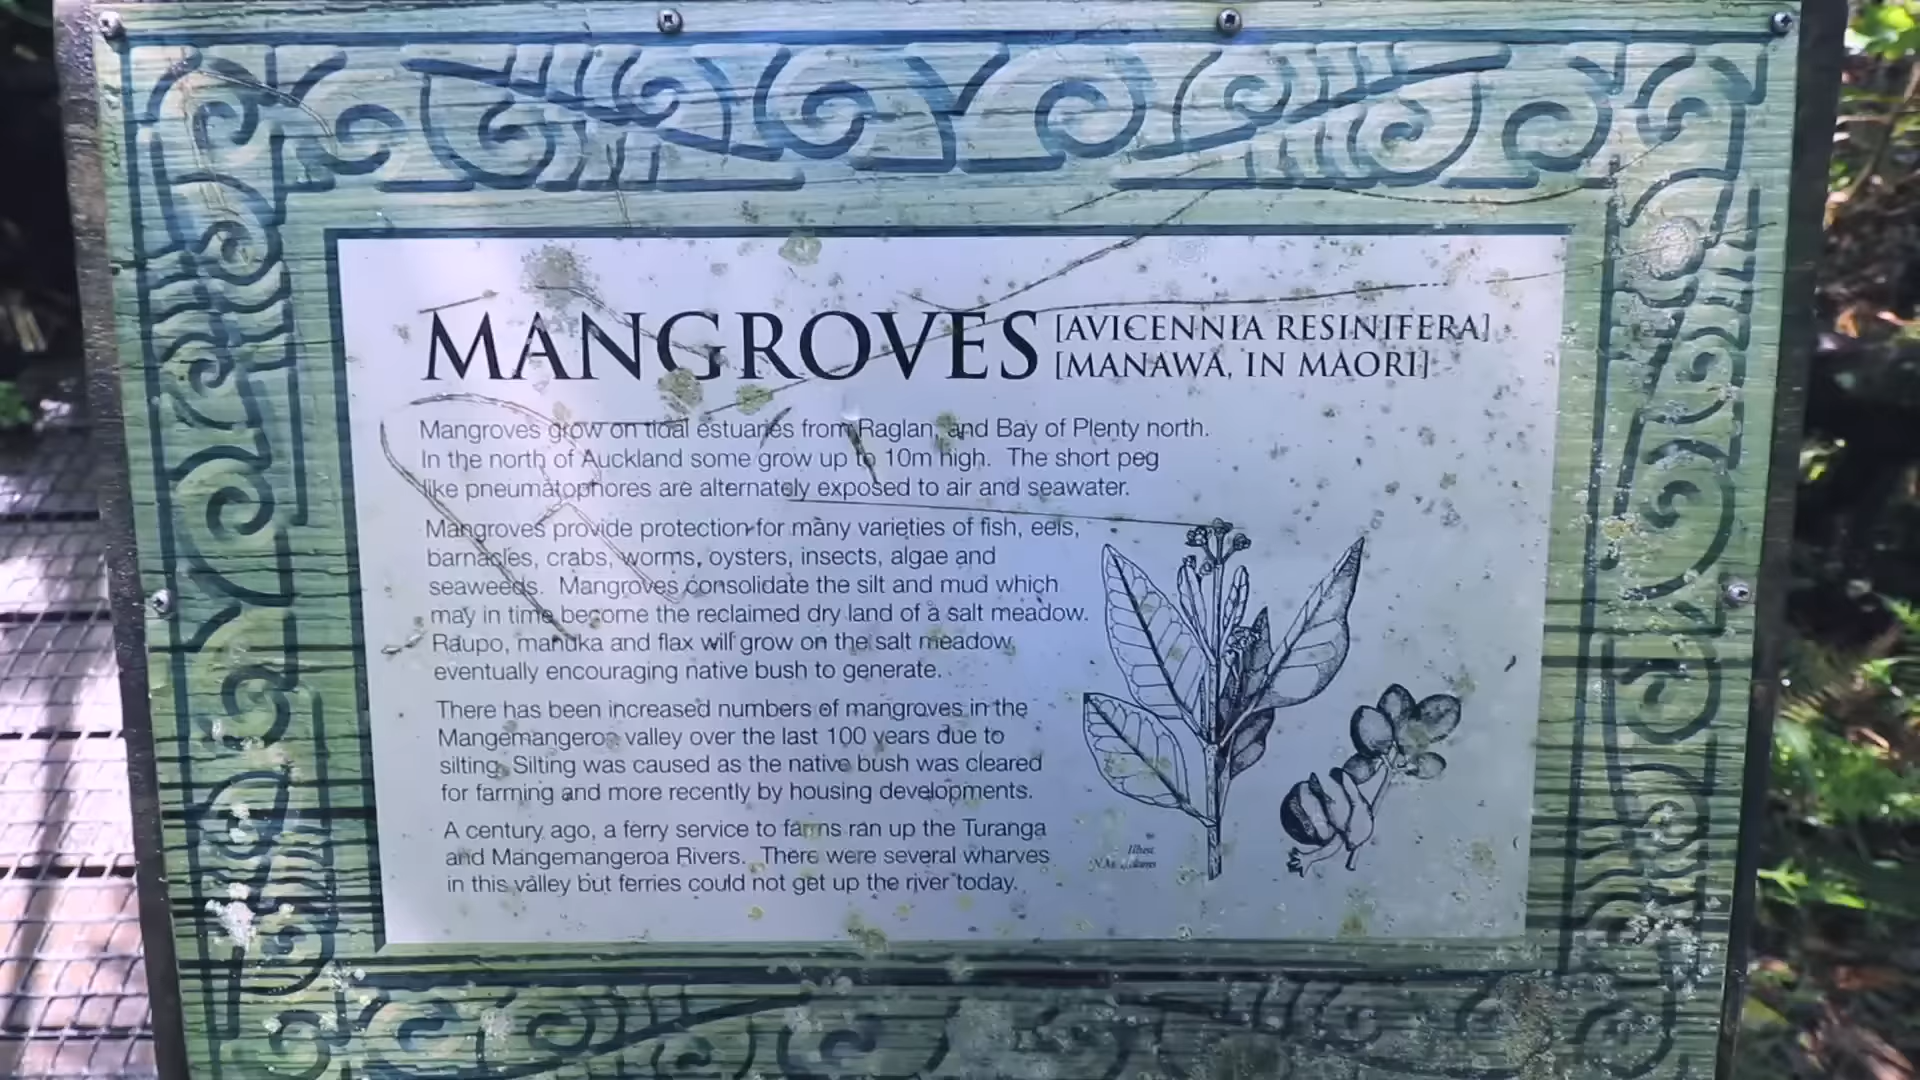 MANGROVES [AVICENNIA RESINIFERA]
[MANAWA, IN MAORI]
Mangroves grow on tidal estuaries from Raglan, and Bay of Plenty north.
In the north of Auckland some grow up to 10m high. The short peg
like pneumatophores are alternately exposed to air and seawater.
Mangroves provide protection for many varieties of fish, eels,
barnacles, crabs, worms, oysters, insects, algae and
seaweeds. Mangroves consolidate the silt and mud which
may in time become the reclaimed dry land of a salt meadow.
Raupo, manuka and flax will grow on the salt meadow,
eventually encouraging native bush to generate.
There has been increased numbers of mangroves in the
Mangemangeroa valley over the last 100 years due to
silting. Silting was caused as the native bush was cleared
for farming and more recently by housing developments.
A century ago, a ferry service to farms ran up the Turanga
and Mangemangeroa Rivers. There were several wharves
in this valley but ferries could not get up the river today.
Illust.